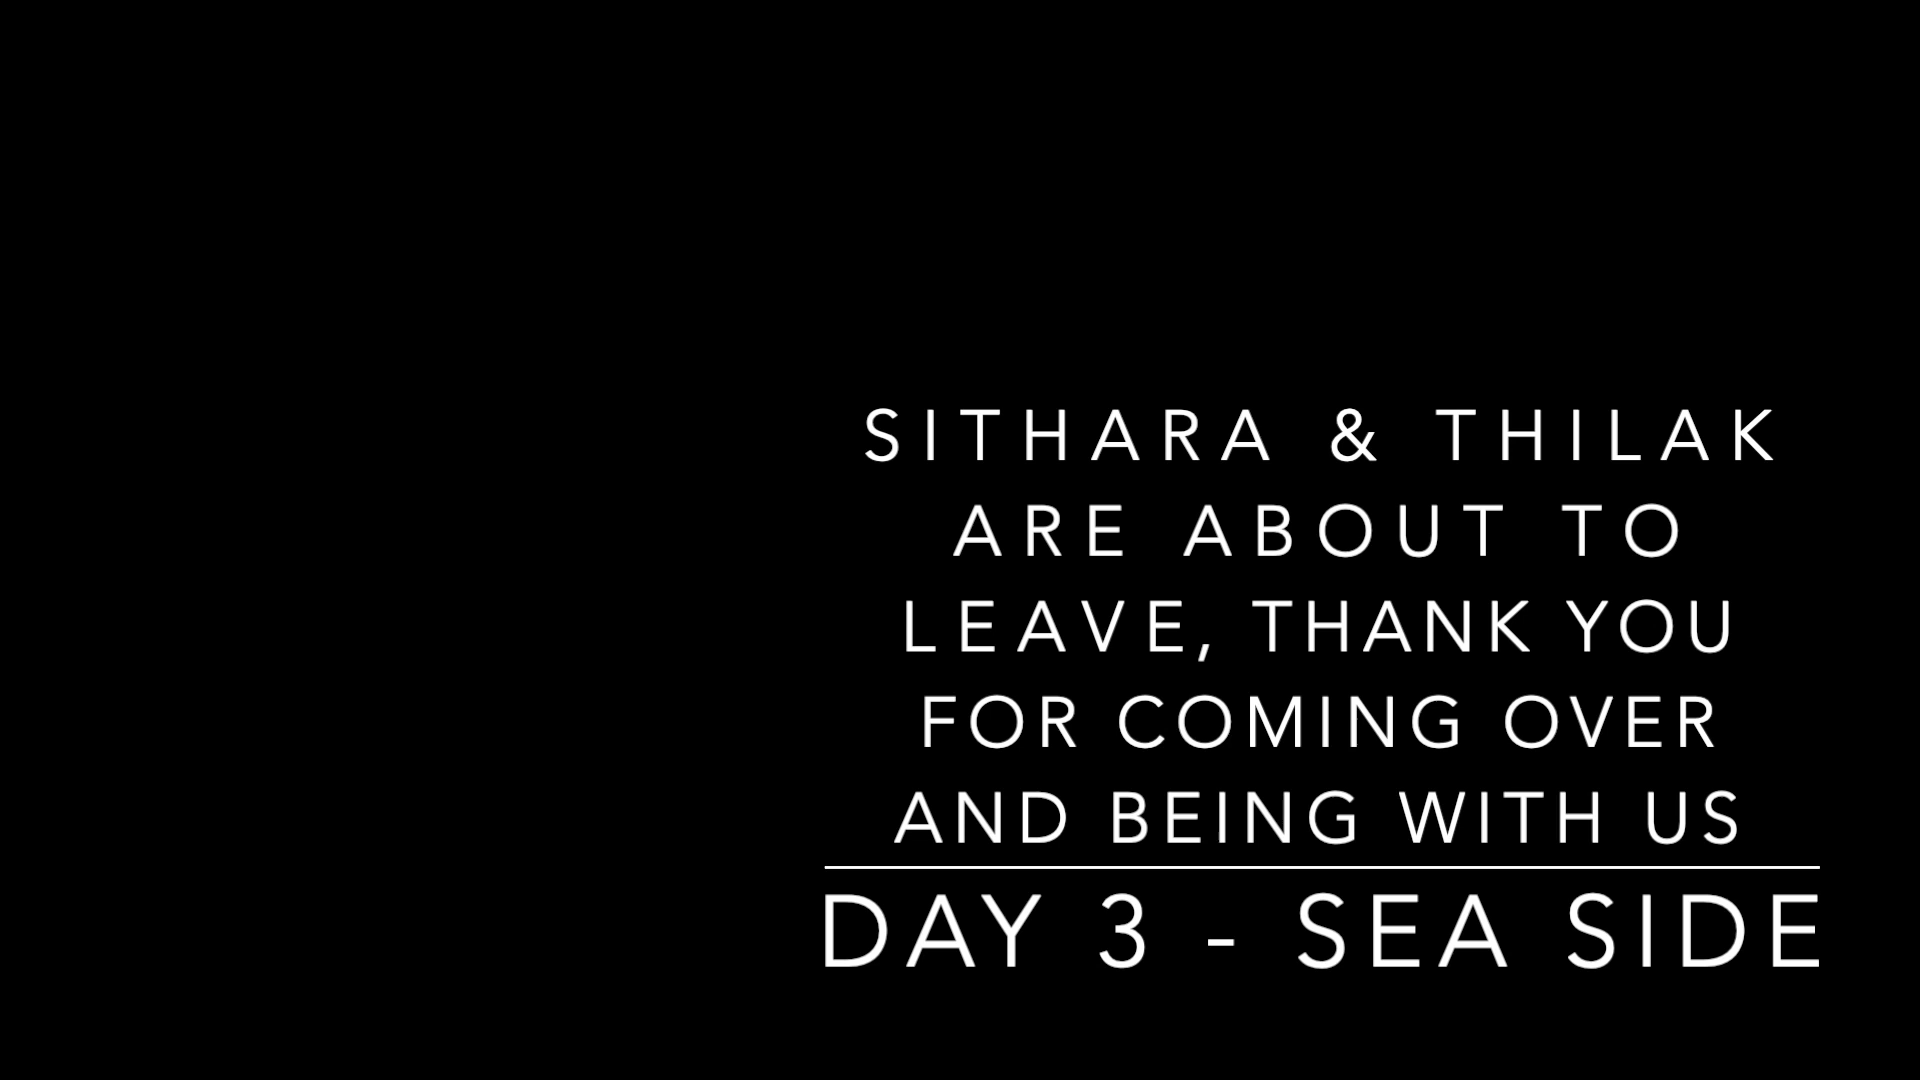 SITHARA & THILAK
ARE ABOUT TO
LEAVE, THANK YOU
FOR COMING OVER
AND BEING WITH US
DAY 3 - SEA SIDE